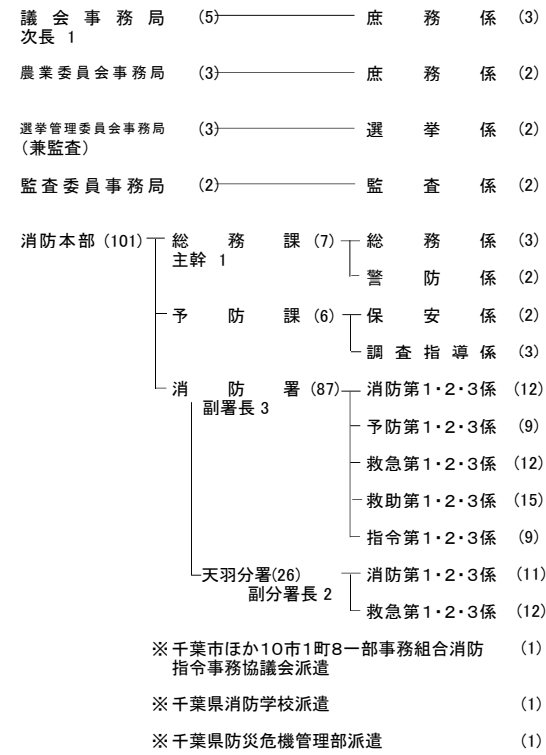 議会事務局 (5) 庶務係 (3)
次長 1
農業委員会事務局 (3) 庶務係 (2)
選挙管理委員会事務局 (3) 選挙係 (2)
(兼監査)
監査委員事務局 (2) 監査係 (2)
消防本部 (101) 総務課 (7) 総務係 (3)
主幹 1
警防係 (2)
予防課 (6) 保安係 (2)
調査指導係 (3)
消防署 (87) 消防第1・2・3係 (12)
副署長 3
予防第1・2・3係 (9)
救急第1・2・3係 (12)
救助第1・2・3係 (15)
指令第1・2・3係 (9)
天羽分署(26) 消防第1・2・3係 (11)
副分署長 2
救急第1・2・3係 (12)
※千葉市ほか10市1町8一部事務組合消防 (1)
指令事務協議会派遣
※千葉県消防学校派遣 (1)
※千葉県防災危機管理部派遣 (1)